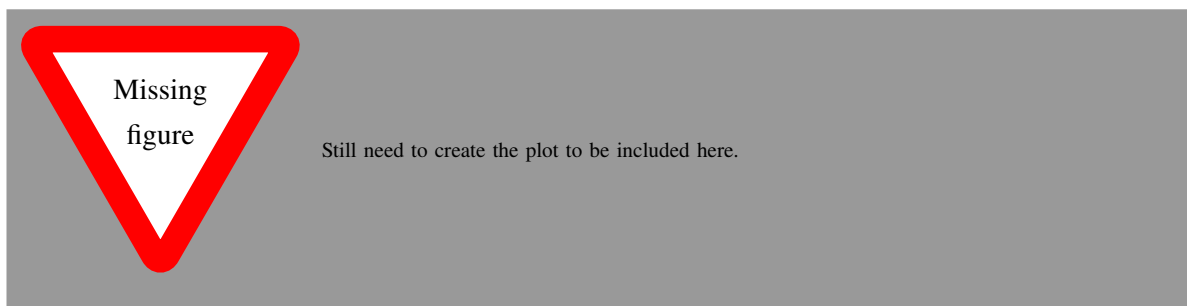 Missing
figure
Still need to create the plot to be included here.